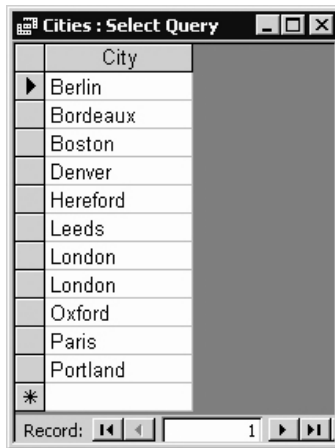 Cities : Select Query
City
Berlin
Bordeaux
Boston
Denver
Hereford
Leeds
London
London
Oxford
Paris
Portland
Record: 1